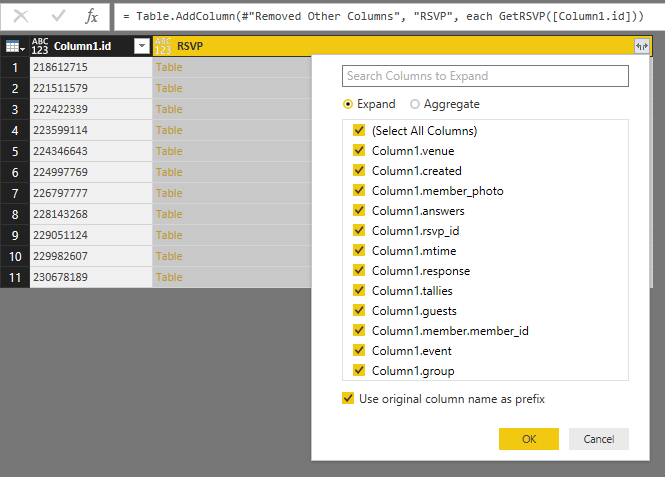 = Table.AddColumn(#"Removed Other Columns", "RSVP", each GetRSVP([Column1.id]))
ABC 123 Column1.id ABC 123 RSVP
1 218612715 Table
2 221511579 Table
3 222422339 Table
4 223599114 Table
5 224346643 Table
6 224997769 Table
7 226797777 Table
8 228143268 Table
9 229051124 Table
10 229982607 Table
11 230678189 Table
Search Columns to Expand
Expand Aggregate
(Select All Columns)
Column1.venue
Column1.created
Column1.member_photo
Column1.answers
Column1.rsvp_id
Column1.mtime
Column1.response
Column1.tallies
Column1.guests
Column1.member.member_id
Column1.event
Column1.group
Use original column name as prefix
OK Cancel